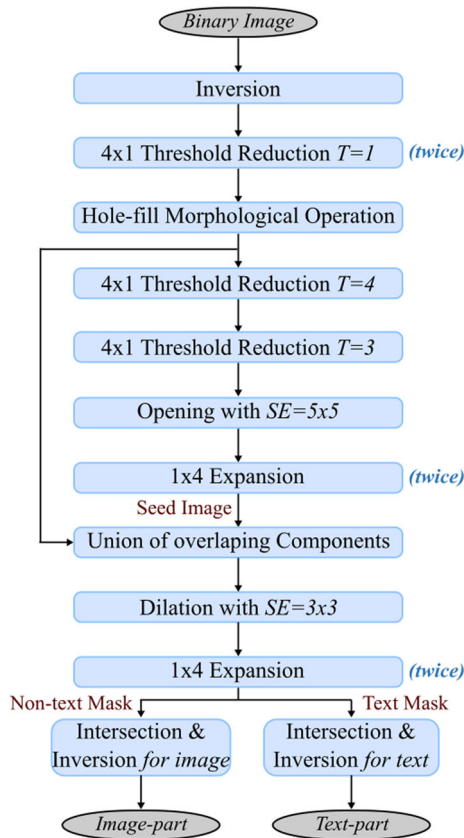 Binary Image
Inversion
4x1 Threshold Reduction T=1 (twice)
Hole-fill Morphological Operation
4x1 Threshold Reduction T=4
4x1 Threshold Reduction T=3
Opening with SE=5x5
1x4 Expansion (twice)
Seed Image
Union of overlaping Components
Dilation with SE=3x3
1x4 Expansion (twice)
Non-text Mask
Text Mask
Intersection &
Inversion for image
Intersection &
Inversion for text
Image-part
Text-part